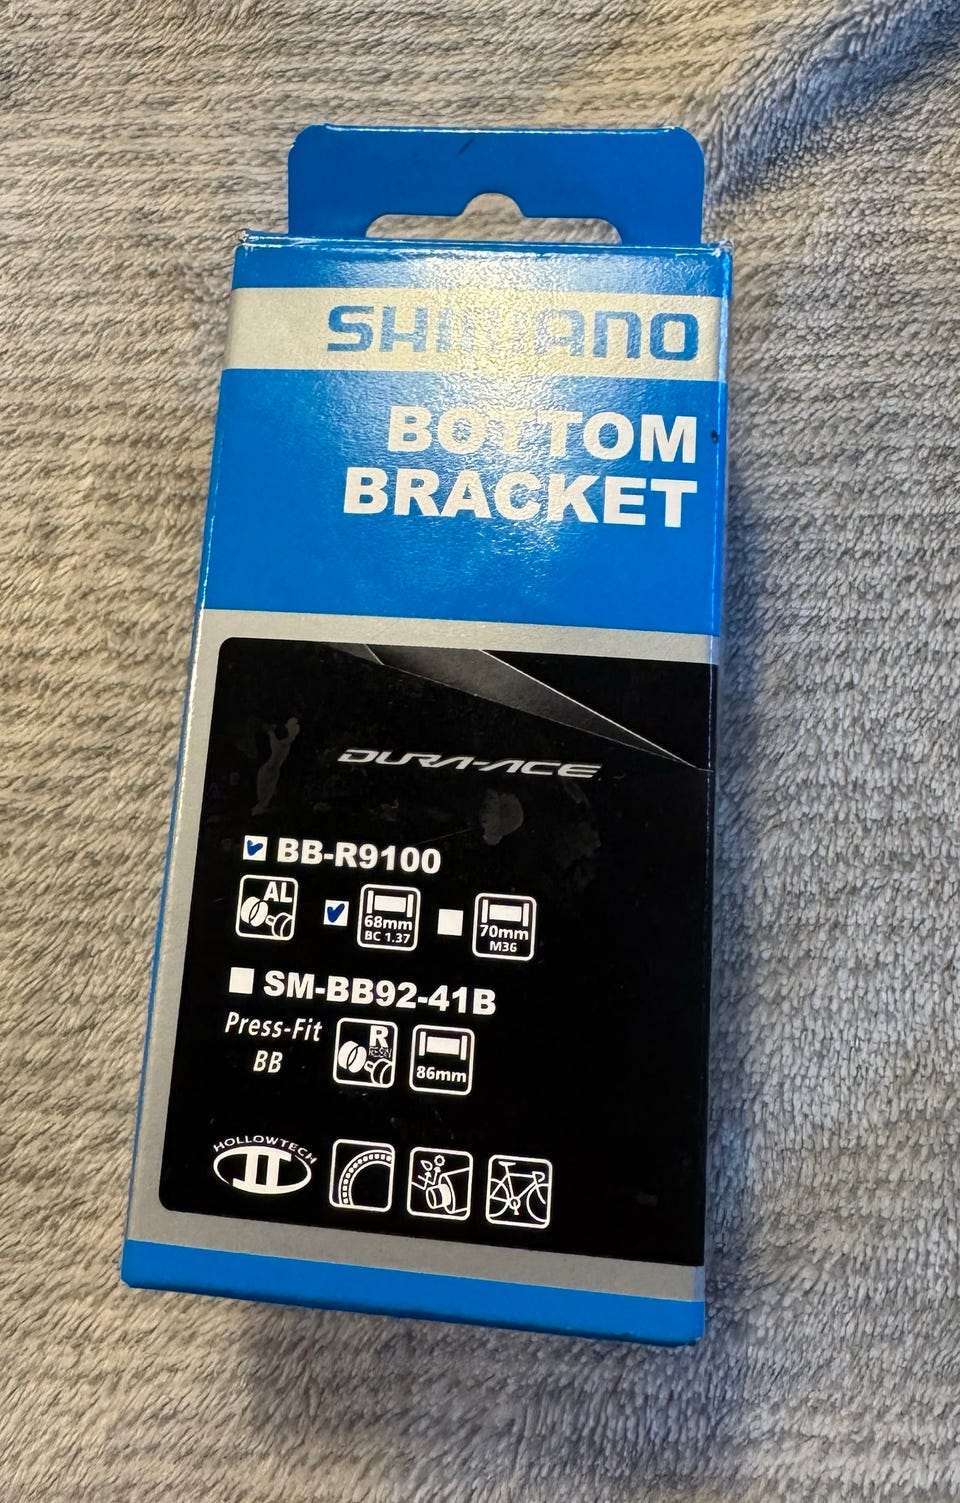 SHIMANO
BOTTOM
BRACKET
DURA-ACE
BB-R9100
AL
68mm
BC 1.37
70mm
M36
SM-BB92-41B
Press-Fit
BB
R
RESIN
86mm
HOLLOWTECH
II